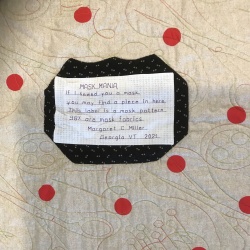 MASK MANIA
If I sewed you a mask
you may find a piece in here.
This label is a mask pattern.
are mask fabrics.
Margaret C. Miller
Georgia VT 2021